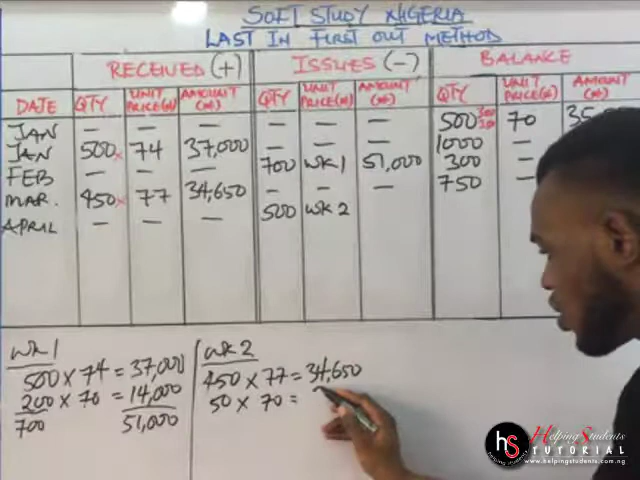 SOFT STUDY NIGERIA
LAST IN FIRST OUT METHOD
RECEIVED (+) ISSUES (-) BALANCE
DATE QTY UNIT PRICE(₦) AMOUNT (₦) QTY UNIT PRICE(₦) AMOUNT (₦) QTY UNIT PRICE(₦) AMOUNT (₦)
JAN — — — — — — 500 70
JAN 500 × 74 37,000 — — — 1000 —
FEB — — — 700 WK1 51,000 300 —
MAR. 450 × 77 34,650 — — — 750 —
APRIL — — — 500 WK 2
WK 1
500 × 74 = 37,000
200 × 70 = 14,000
700 51,000
WK 2
450 × 77 = 34,650
50 × 70 =
hs Helping Students
TUTORIAL
www.helpingstudents.com.ng